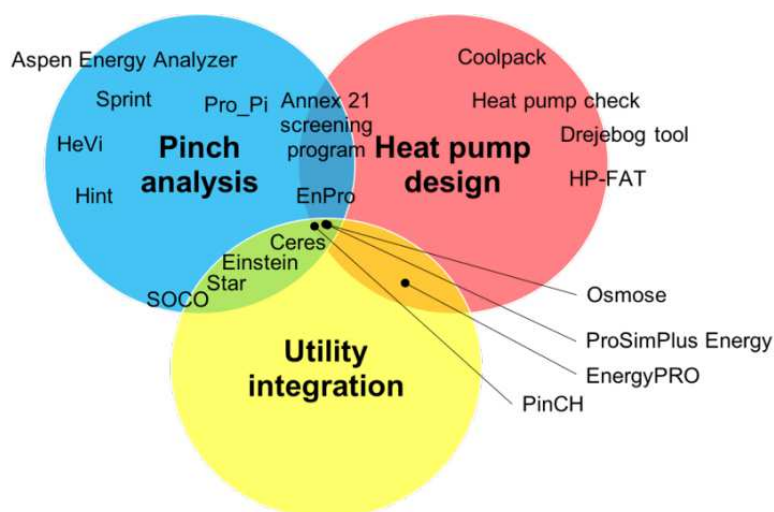 Aspen Energy Analyzer
Coolpack
Sprint
Pro_Pi
Annex 21
screening
program
Heat pump check
Drejebog tool
HeVi
Pinch
analysis
Heat pump
design
HP-FAT
Hint
EnPro
Ceres
Einstein
Star
SOCO
Osmose
ProSimPlus Energy
EnergyPRO
PinCH
Utility
integration